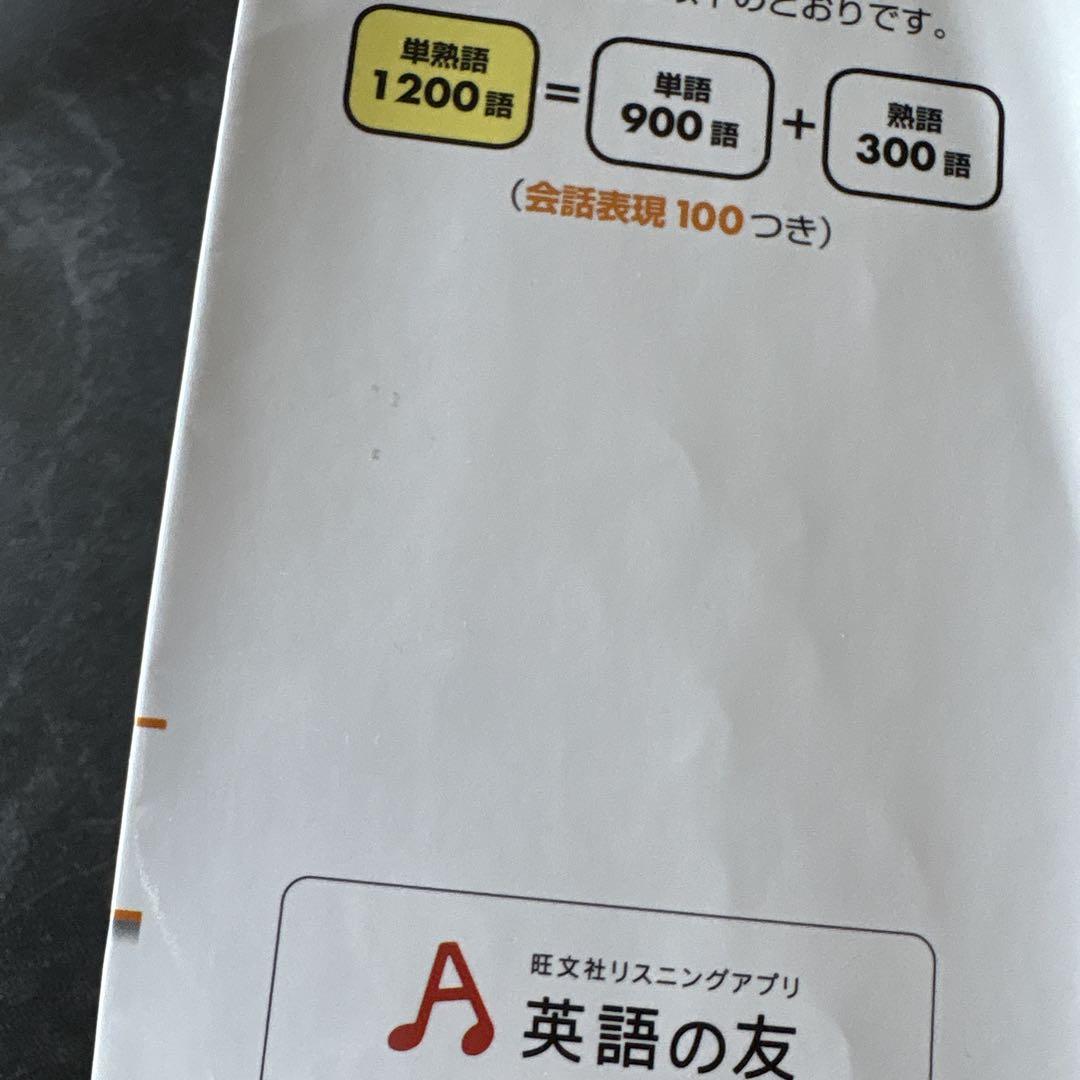 のとおりです。
単熟語
1200語
=
単語
900語
+
熟語
300語
（会話表現100つき）
旺文社リスニングアプリ
英語の友